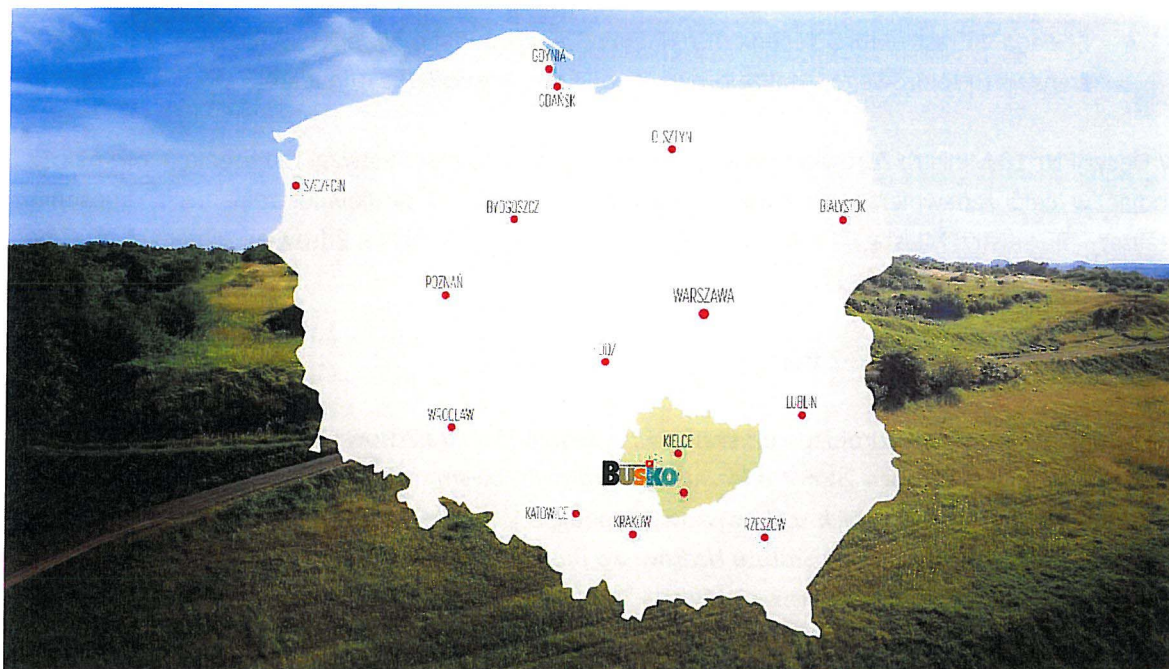 GDYNIA
GDAŃSK
OLSZTYN
SZCZECIN
BYDGOSZCZ
BIAŁYSTOK
POZNAŃ
WARSZAWA
ŁÓDŹ
WROCŁAW
LUBLIN
KIELCE
Busko
KATOWICE
KRAKÓW
RZESZÓW